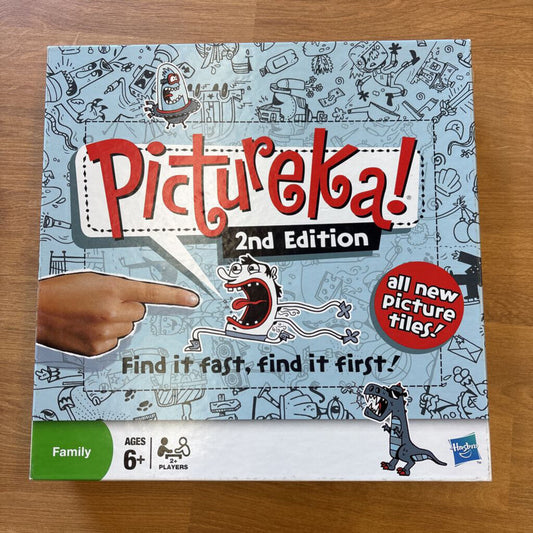 Pictureka!®
2nd Edition
all new
picture
tiles!
Find it fast, find it first!
Family
AGES
6+
2+
PLAYERS
Hasbro
™